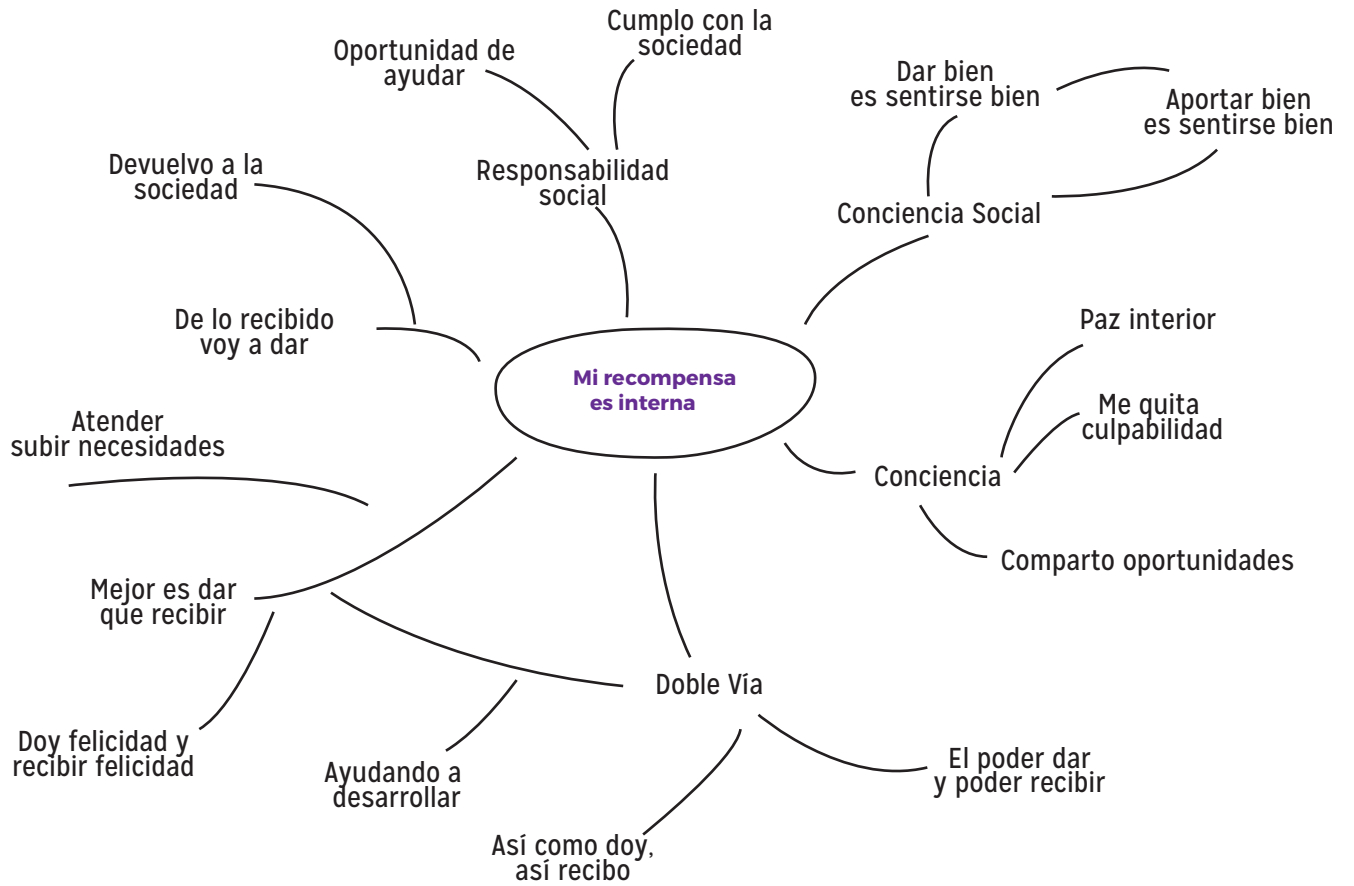 Cumplo con la
sociedad
Oportunidad de
ayudar
Dar bien
es sentirse bien
Aportar bien
es sentirse bien
Devuelvo a la
sociedad
Responsabilidad
social
Conciencia Social
De lo recibido
voy a dar
Paz interior
Mi recompensa
es interna
Me quita
culpabilidad
Atender
subir necesidades
Conciencia
Comparto oportunidades
Mejor es dar
que recibir
Doble Vía
Doy felicidad y
recibir felicidad
Ayudando a
desarrollar
El poder dar
y poder recibir
Así como doy,
así recibo